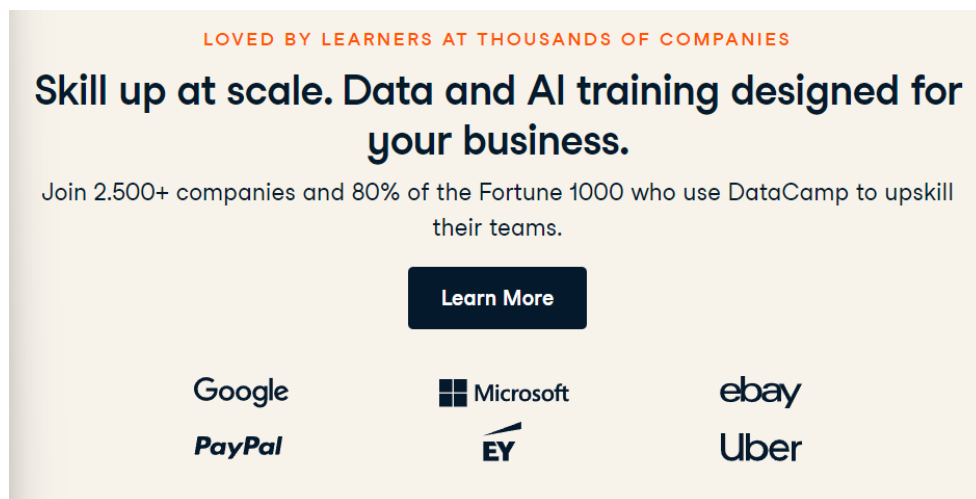 LOVED BY LEARNERS AT THOUSANDS OF COMPANIES
Skill up at scale. Data and AI training designed for
your business.
Join 2.500+ companies and 80% of the Fortune 1000 who use DataCamp to upskill
their teams.
Learn More
Google Microsoft ebay
PayPal EY Uber